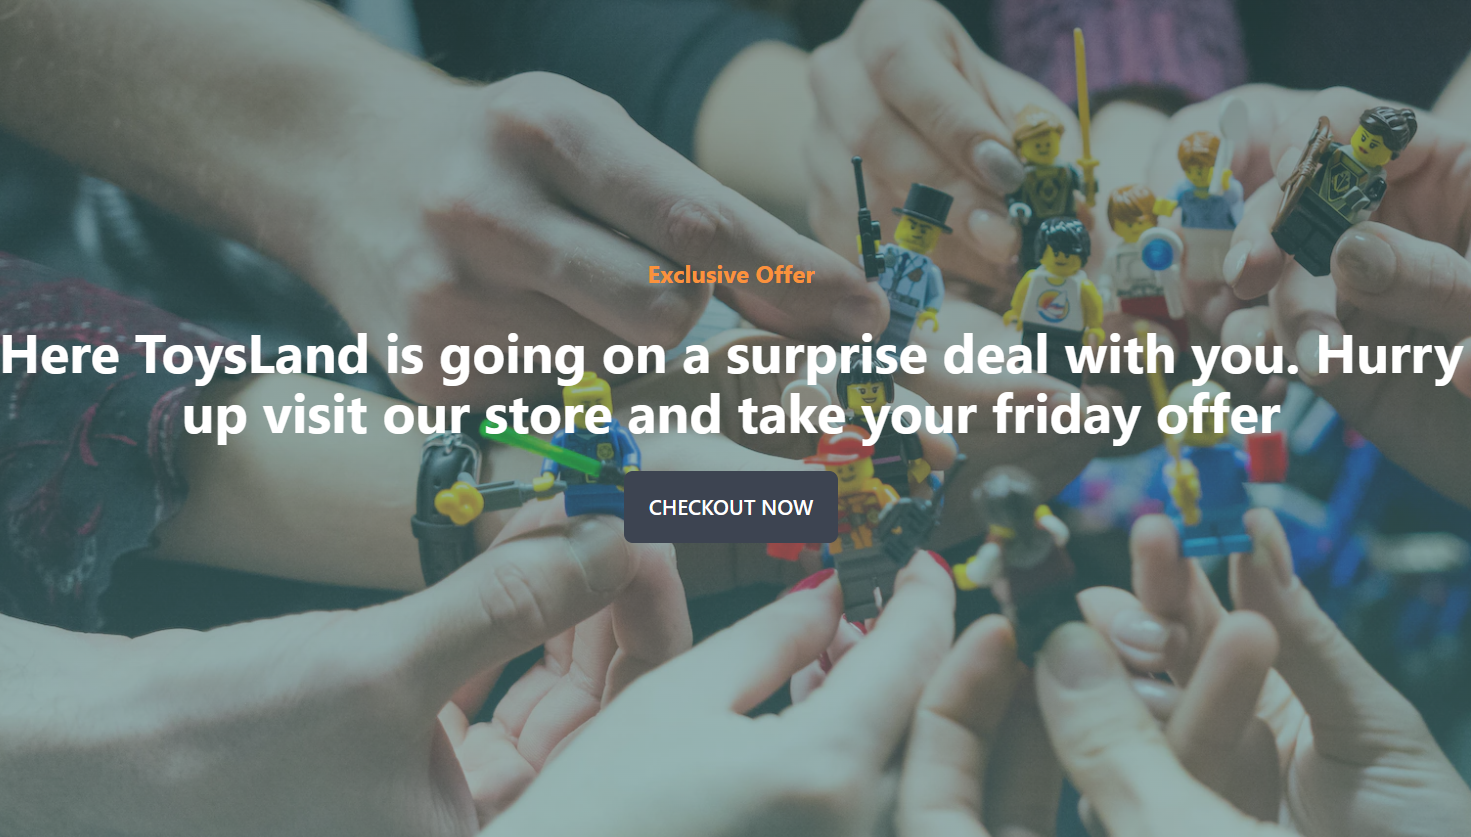 Exclusive Offer
Here ToysLand is going on a surprise deal with you. Hurry
up visit our store and take your friday offer
CHECKOUT NOW